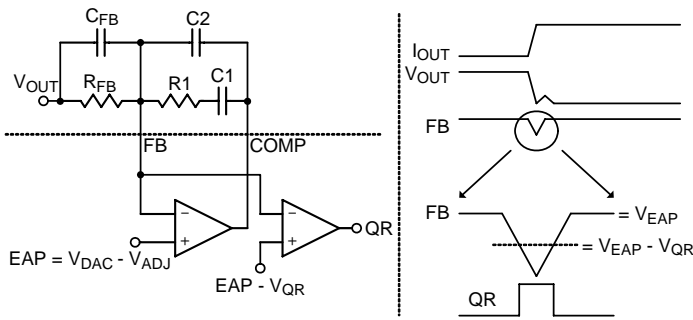 CFB
C2
VOUT
RFB
R1
C1
FB
COMP
QR
EAP = VDAC - VADJ
EAP - VQR
IOUT
VOUT
FB
FB
= VEAP
= VEAP - VQR
QR